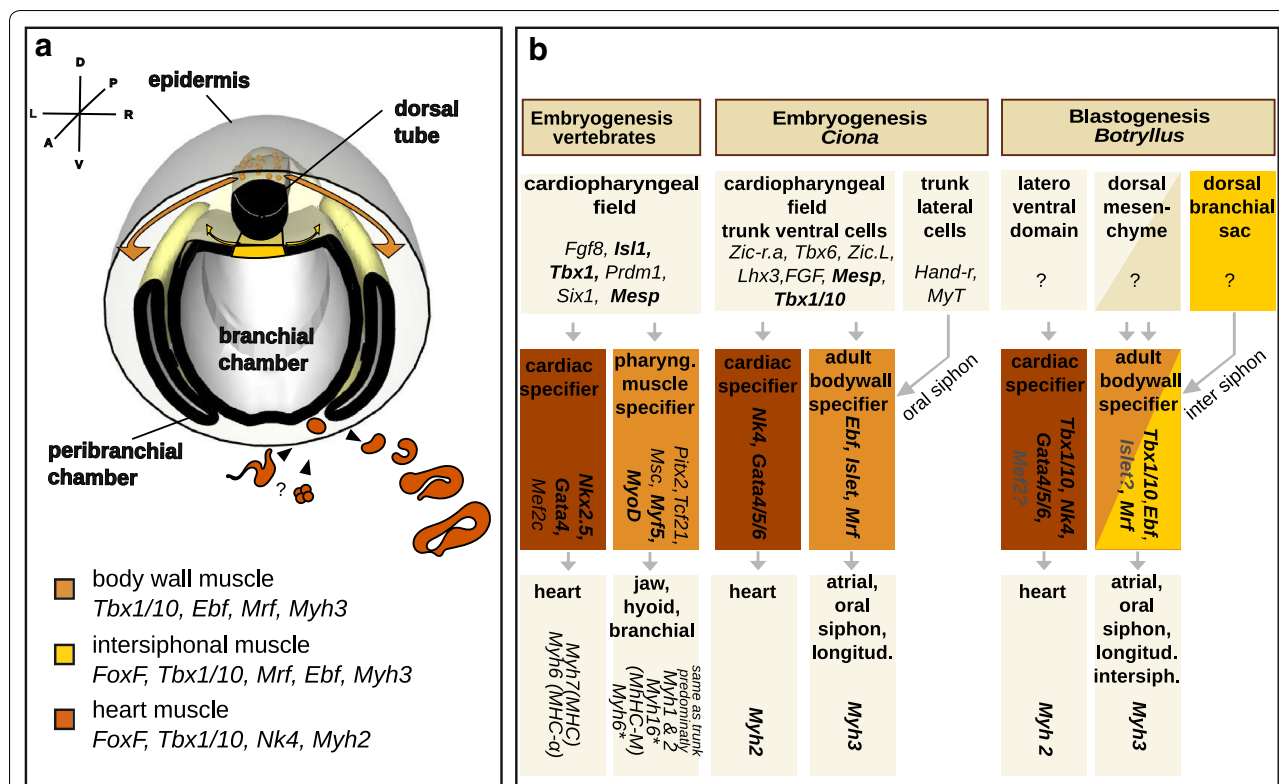 a
D
P
L
R
A
V
epidermis
dorsal
tube
branchial
chamber
peribranchial
chamber
?
body wall muscle
Tbx1/10, Ebf, Mrf, Myh3
intersiphonal muscle
FoxF, Tbx1/10, Mrf, Ebf, Myh3
heart muscle
FoxF, Tbx1/10, Nk4, Myh2
b
Embryogenesis
vertebrates
Embryogenesis
Ciona
Blastogenesis
Botryllus
cardiopharyngeal
field
Fgf8, Isl1,
Tbx1, Prdm1,
Six1, Mesp
cardiopharyngeal
field
trunk ventral cells
Zic-r.a, Tbx6, Zic.L,
Lhx3,FGF, Mesp,
Tbx1/10
trunk
lateral
cells
Hand-r,
MyT
latero
ventral
domain
?
dorsal
mesen-
chyme
?
dorsal
branchial
sac
?
cardiac
specifier
Nkx2.5,
Gata4,
Mef2c
pharyng.
muscle
specifier
Pitx2,Tcf21,
Msc, Myf5,
MyoD
cardiac
specifier
Nk4, Gata4/5/6
adult
bodywall
specifier
Ebf, Islet, Mrf
oral siphon
cardiac
specifier
Tbx1/10, Nk4,
Gata4/5/6,
Mef2?
adult
bodywall
specifier
Tbx1/10,Ebf,
Islet?, Mrf
inter siphon
heart
Myh7(MHC)
Myh6 (MHC-α)
jaw,
hyoid,
branchial
same as trunk
predominatly
Myh1 & 2
Myh16*
(MhHC-M)
Myh6*
heart
Myh2
atrial,
oral
siphon,
longitud.
Myh3
heart
Myh 2
atrial,
oral
siphon,
longitud.
intersiph.
Myh3